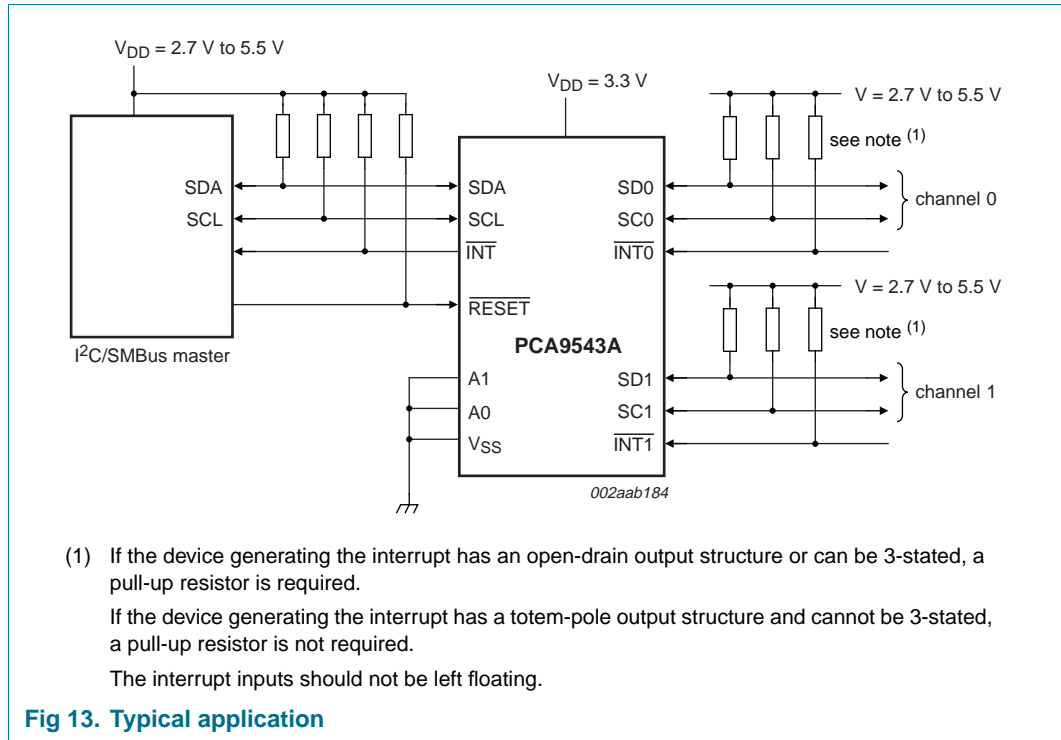 VDD = 2.7 V to 5.5 V
VDD = 3.3 V
V = 2.7 V to 5.5 V
see note (1)
SDA
SCL
I2C/SMBus master
SDA
SCL
INT
RESET
PCA9543A
A1
A0
VSS
SD0
SC0
INT0
channel 0
V = 2.7 V to 5.5 V
see note (1)
SD1
SC1
INT1
channel 1
002aab184
(1) If the device generating the interrupt has an open-drain output structure or can be 3-stated, a
pull-up resistor is required.
If the device generating the interrupt has a totem-pole output structure and cannot be 3-stated,
a pull-up resistor is not required.
The interrupt inputs should not be left floating.
Fig 13. Typical application